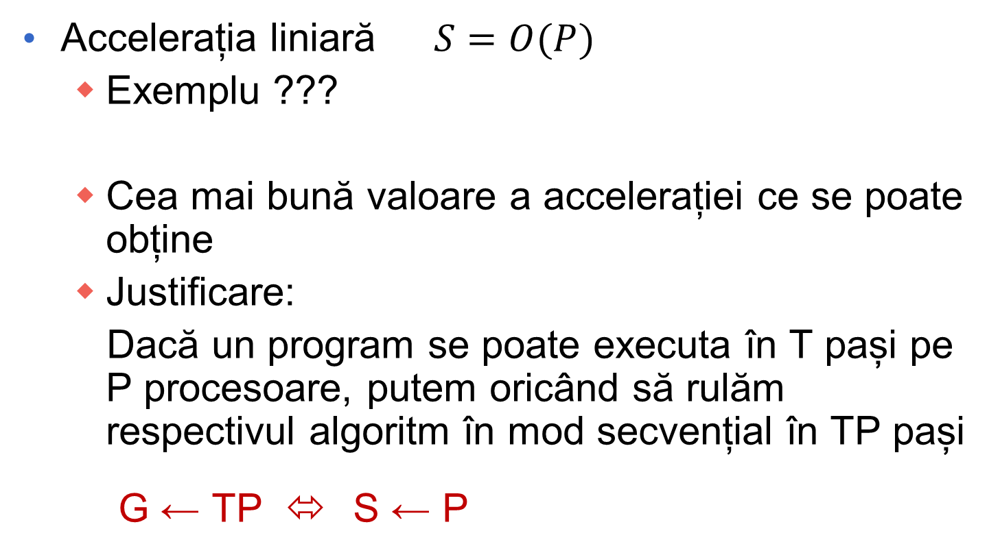 • Accelerația liniară S = O(P)
◆ Exemplu ???
◆ Cea mai bună valoare a accelerației ce se poate
obține
◆ Justificare:
Dacă un program se poate executa în T pași pe
P procesoare, putem oricând să rulăm
respectivul algoritm în mod secvențial în TP pași
G ← TP ⇔ S ← P